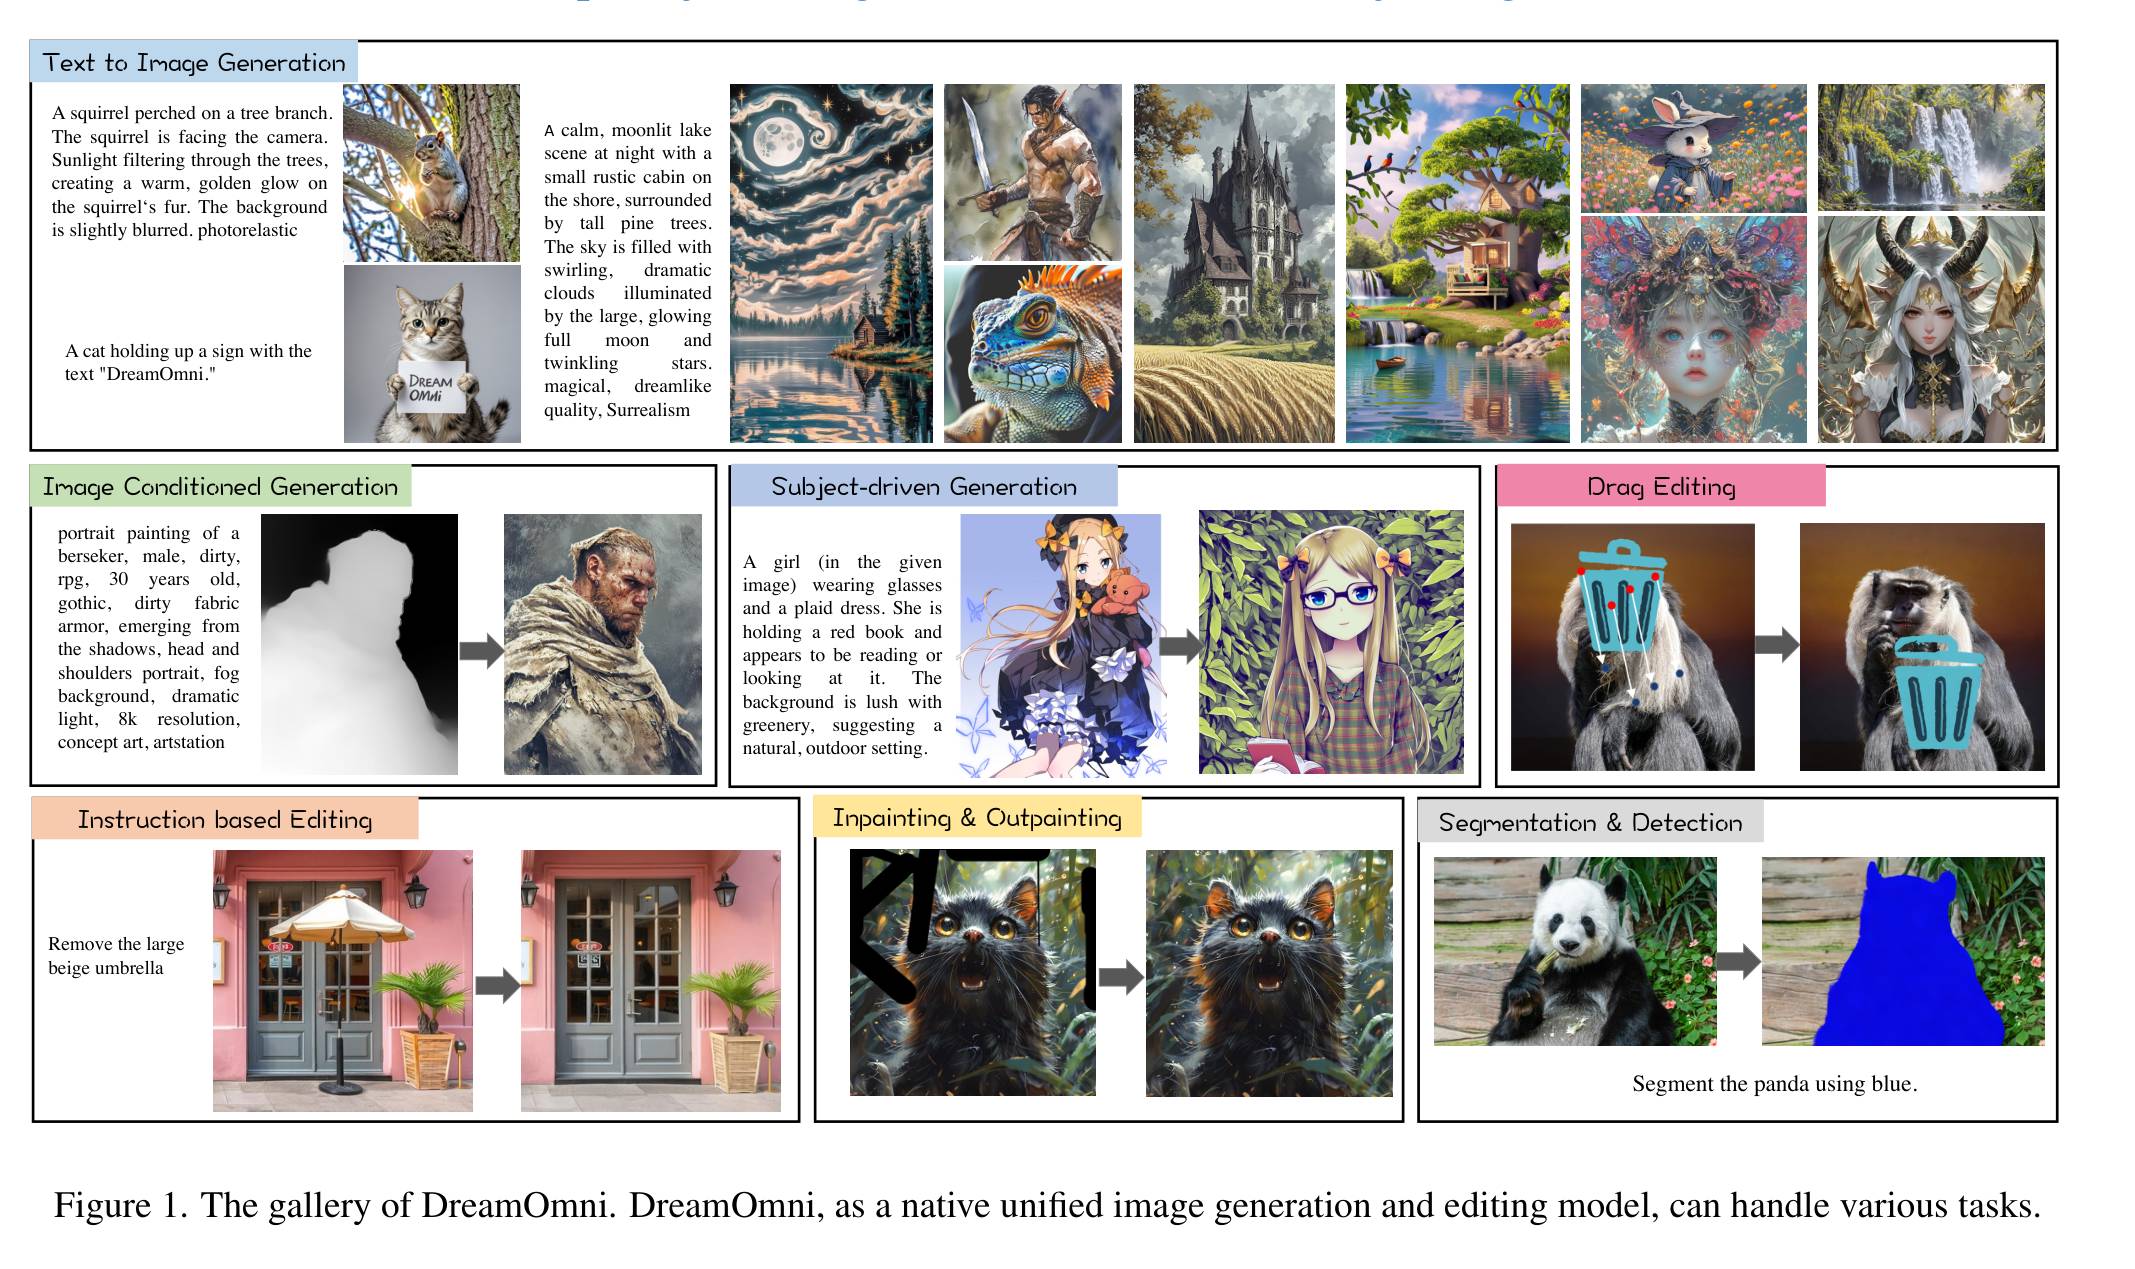 Text to Image Generation
A squirrel perched on a tree branch.
The squirrel is facing the camera.
Sunlight filtering through the trees,
creating a warm, golden glow on
the squirrel‘s fur. The background
is slightly blurred. photorelastic
A cat holding up a sign with the
text "DreamOmni."
DREAM
OMni
A calm, moonlit lake
scene at night with a
small rustic cabin on
the shore, surrounded
by tall pine trees.
The sky is filled with
swirling, dramatic
clouds illuminated
by the large, glowing
full moon and
twinkling stars.
magical, dreamlike
quality, Surrealism
Image Conditioned Generation
portrait painting of a
berseker, male, dirty,
rpg, 30 years old,
gothic, dirty fabric
armor, emerging from
the shadows, head and
shoulders portrait, fog
background, dramatic
light, 8k resolution,
concept art, artstation
Subject-driven Generation
A girl (in the given
image) wearing glasses
and a plaid dress. She is
holding a red book and
appears to be reading or
looking at it. The
background is lush with
greenery, suggesting a
natural, outdoor setting.
Drag Editing
Instruction based Editing
Remove the large
beige umbrella
Inpainting & Outpainting
Segmentation & Detection
Segment the panda using blue.
Figure 1. The gallery of DreamOmni. DreamOmni, as a native unified image generation and editing model, can handle various tasks.